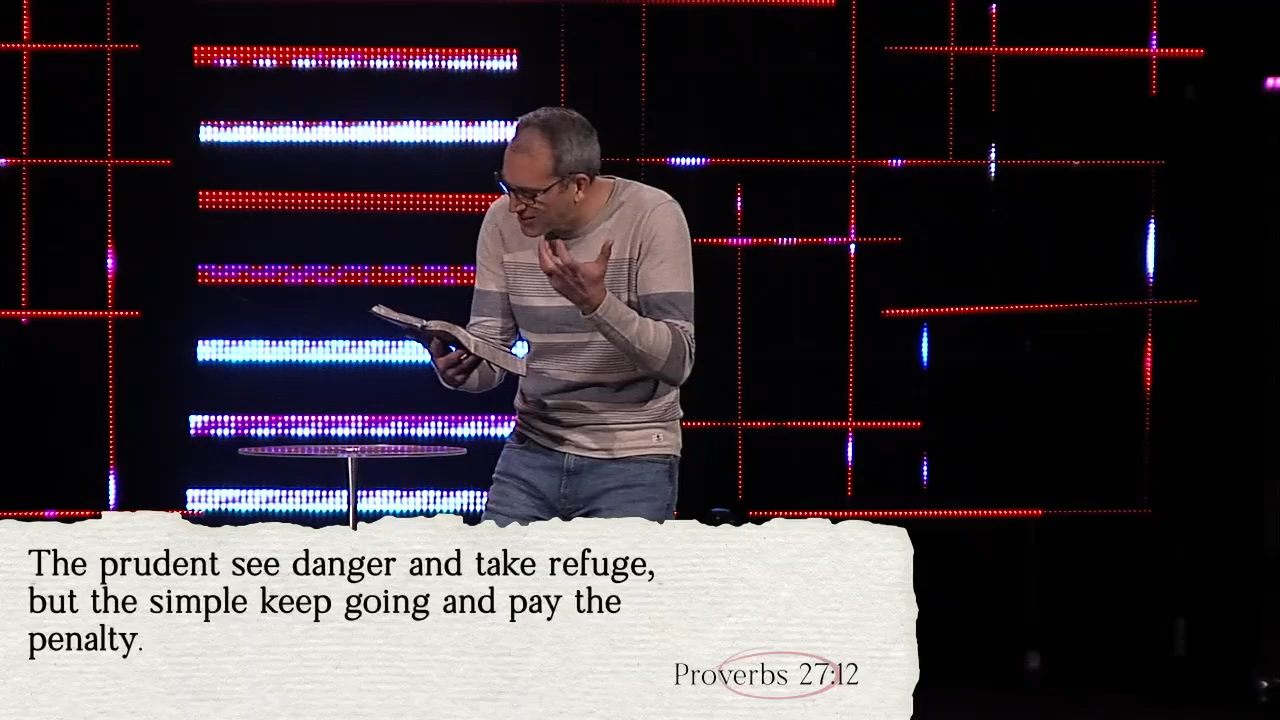 The prudent see danger and take refuge,
but the simple keep going and pay the
penalty.
Proverbs 27:12